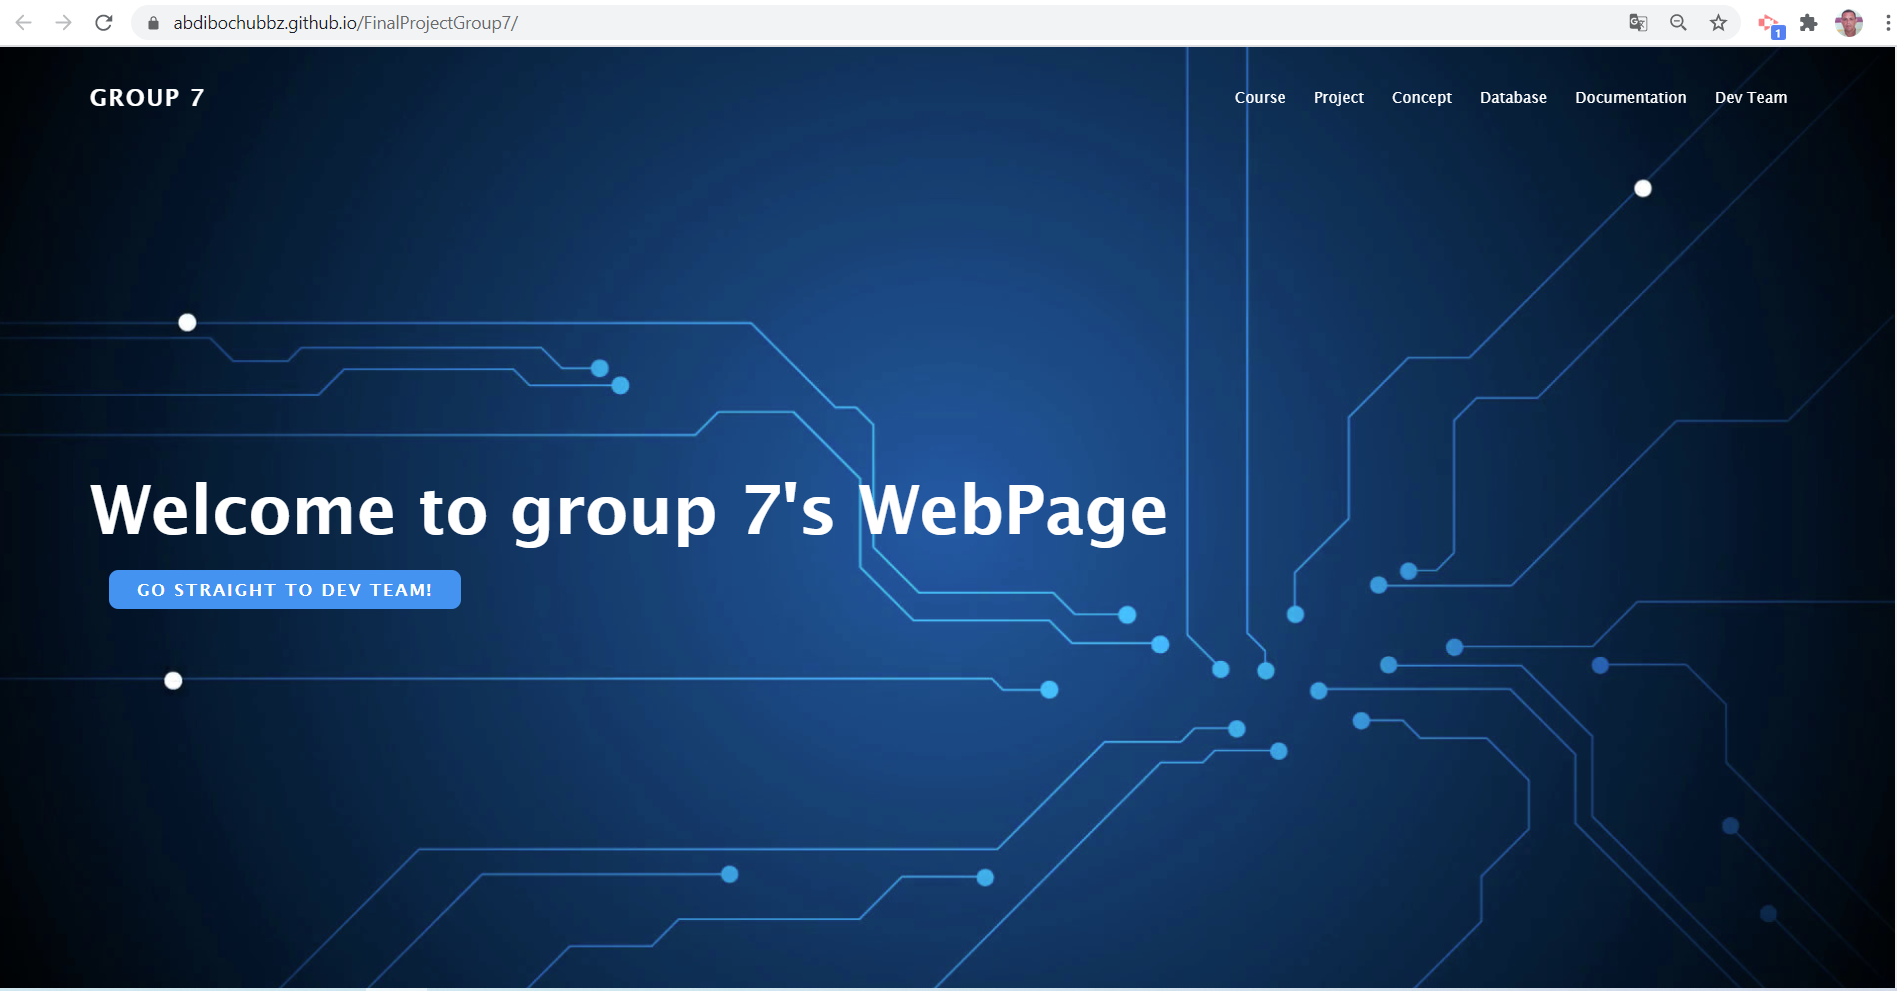 abdibochubbz.github.io/FinalProjectGroup7/
1
GROUP 7
Course Project Concept Database Documentation Dev Team
Welcome to group 7's WebPage
GO STRAIGHT TO DEV TEAM!